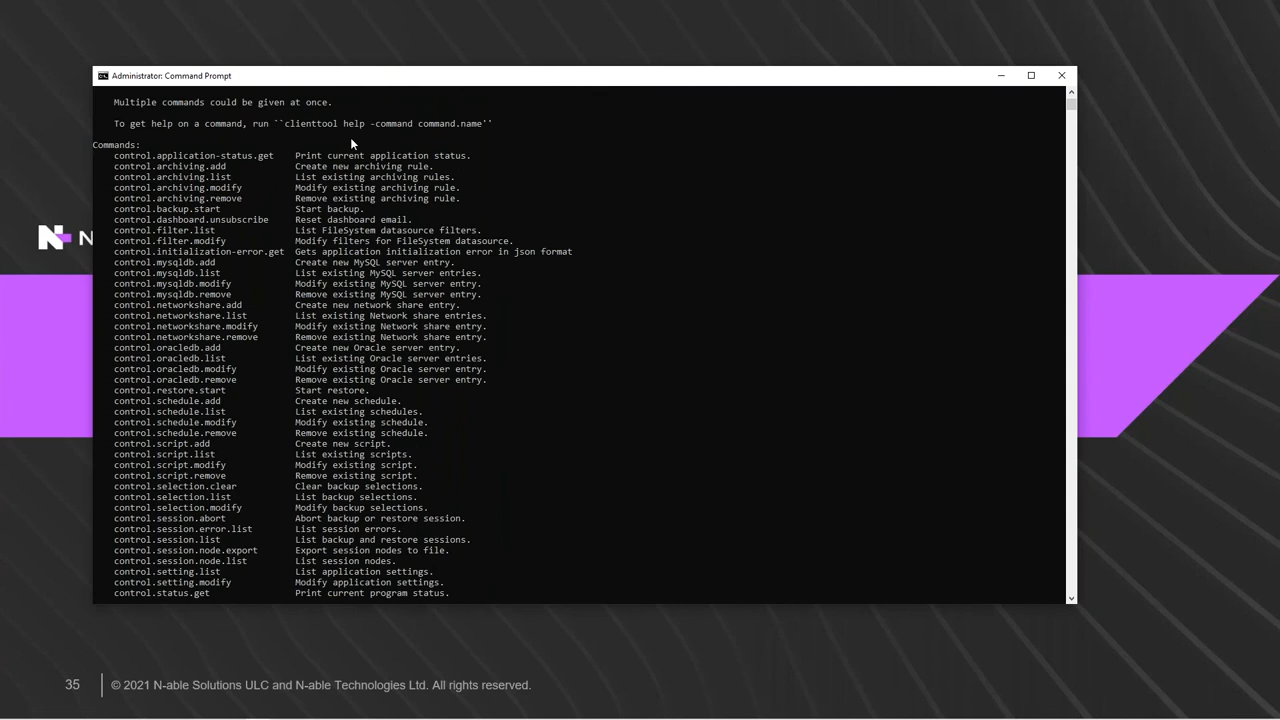 Administrator: Command Prompt
Multiple commands could be given at once.
To get help on a command, run ``clienttool help -command command.name''
Commands:
control.application-status.get Print current application status.
control.archiving.add Create new archiving rule.
control.archiving.list List existing archiving rules.
control.archiving.modify Modify existing archiving rule.
control.archiving.remove Remove existing archiving rule.
control.backup.start Start backup.
control.dashboard.unsubscribe Reset dashboard email.
control.filter.list List FileSystem datasource filters.
control.filter.modify Modify filters for FileSystem datasource.
control.initialization-error.get Gets application initialization error in json format
control.mysqldb.add Create new MySQL server entry.
control.mysqldb.list List existing MySQL server entries.
control.mysqldb.modify Modify existing MySQL server entry.
control.mysqldb.remove Remove existing MySQL server entry.
control.networkshare.add Create new network share entry.
control.networkshare.list List existing Network share entries.
control.networkshare.modify Modify existing Network share entry.
control.networkshare.remove Remove existing Network share entry.
control.oracledb.add Create new Oracle server entry.
control.oracledb.list List existing Oracle server entries.
control.oracledb.modify Modify existing Oracle server entry.
control.oracledb.remove Remove existing Oracle server entry.
control.restore.start Start restore.
control.schedule.add Create new schedule.
control.schedule.list List existing schedules.
control.schedule.modify Modify existing schedule.
control.schedule.remove Remove existing schedule.
control.script.add Create new script.
control.script.list List existing scripts.
control.script.modify Modify existing script.
control.script.remove Remove existing script.
control.selection.clear Clear backup selections.
control.selection.list List backup selections.
control.selection.modify Modify backup selections.
control.session.abort Abort backup or restore session.
control.session.error.list List session errors.
control.session.list List backup and restore sessions.
control.session.node.export Export session nodes to file.
control.session.node.list List session nodes.
control.setting.list List application settings.
control.setting.modify Modify application settings.
control.status.get Print current program status.
N
35 © 2021 N-able Solutions ULC and N-able Technologies Ltd. All rights reserved.